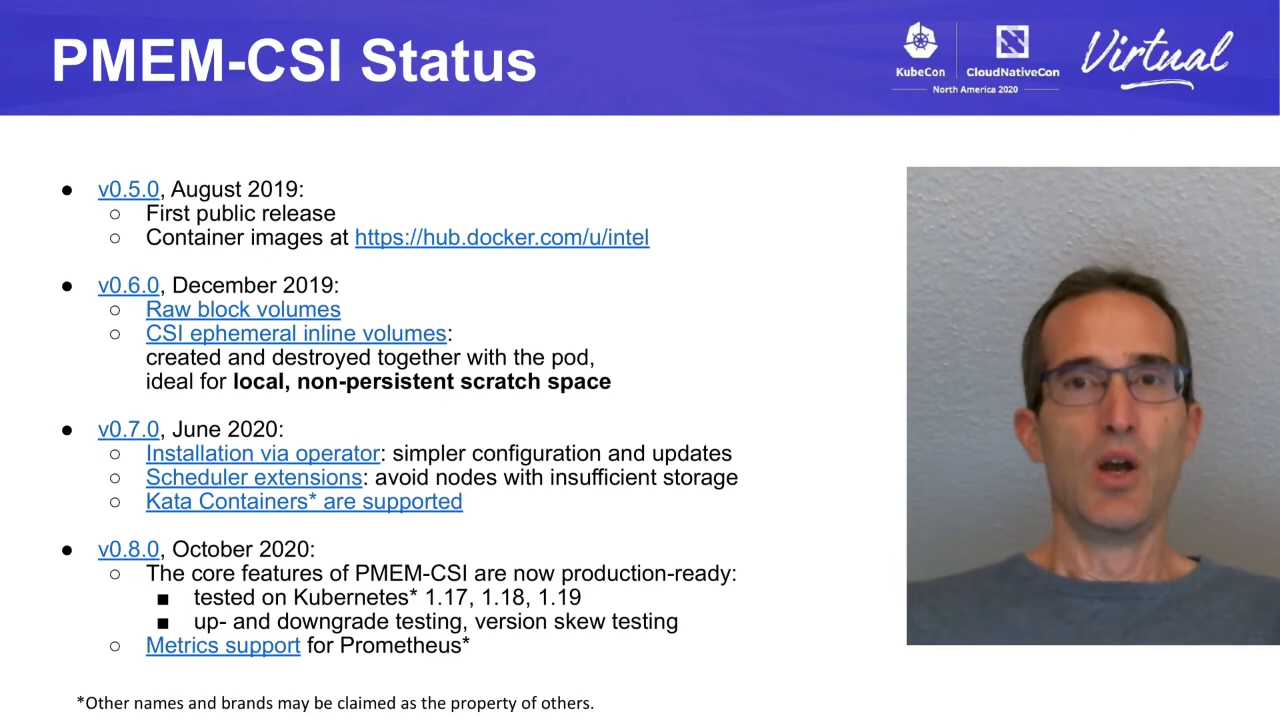 PMEM-CSI Status
KubeCon
CloudNativeCon
North America 2020
Virtual
● v0.5.0, August 2019:
○ First public release
○ Container images at https://hub.docker.com/u/intel
● v0.6.0, December 2019:
○ Raw block volumes
○ CSI ephemeral inline volumes:
created and destroyed together with the pod,
ideal for local, non-persistent scratch space
● v0.7.0, June 2020:
○ Installation via operator: simpler configuration and updates
○ Scheduler extensions: avoid nodes with insufficient storage
○ Kata Containers* are supported
● v0.8.0, October 2020:
○ The core features of PMEM-CSI are now production-ready:
■ tested on Kubernetes* 1.17, 1.18, 1.19
■ up- and downgrade testing, version skew testing
○ Metrics support for Prometheus*
*Other names and brands may be claimed as the property of others.